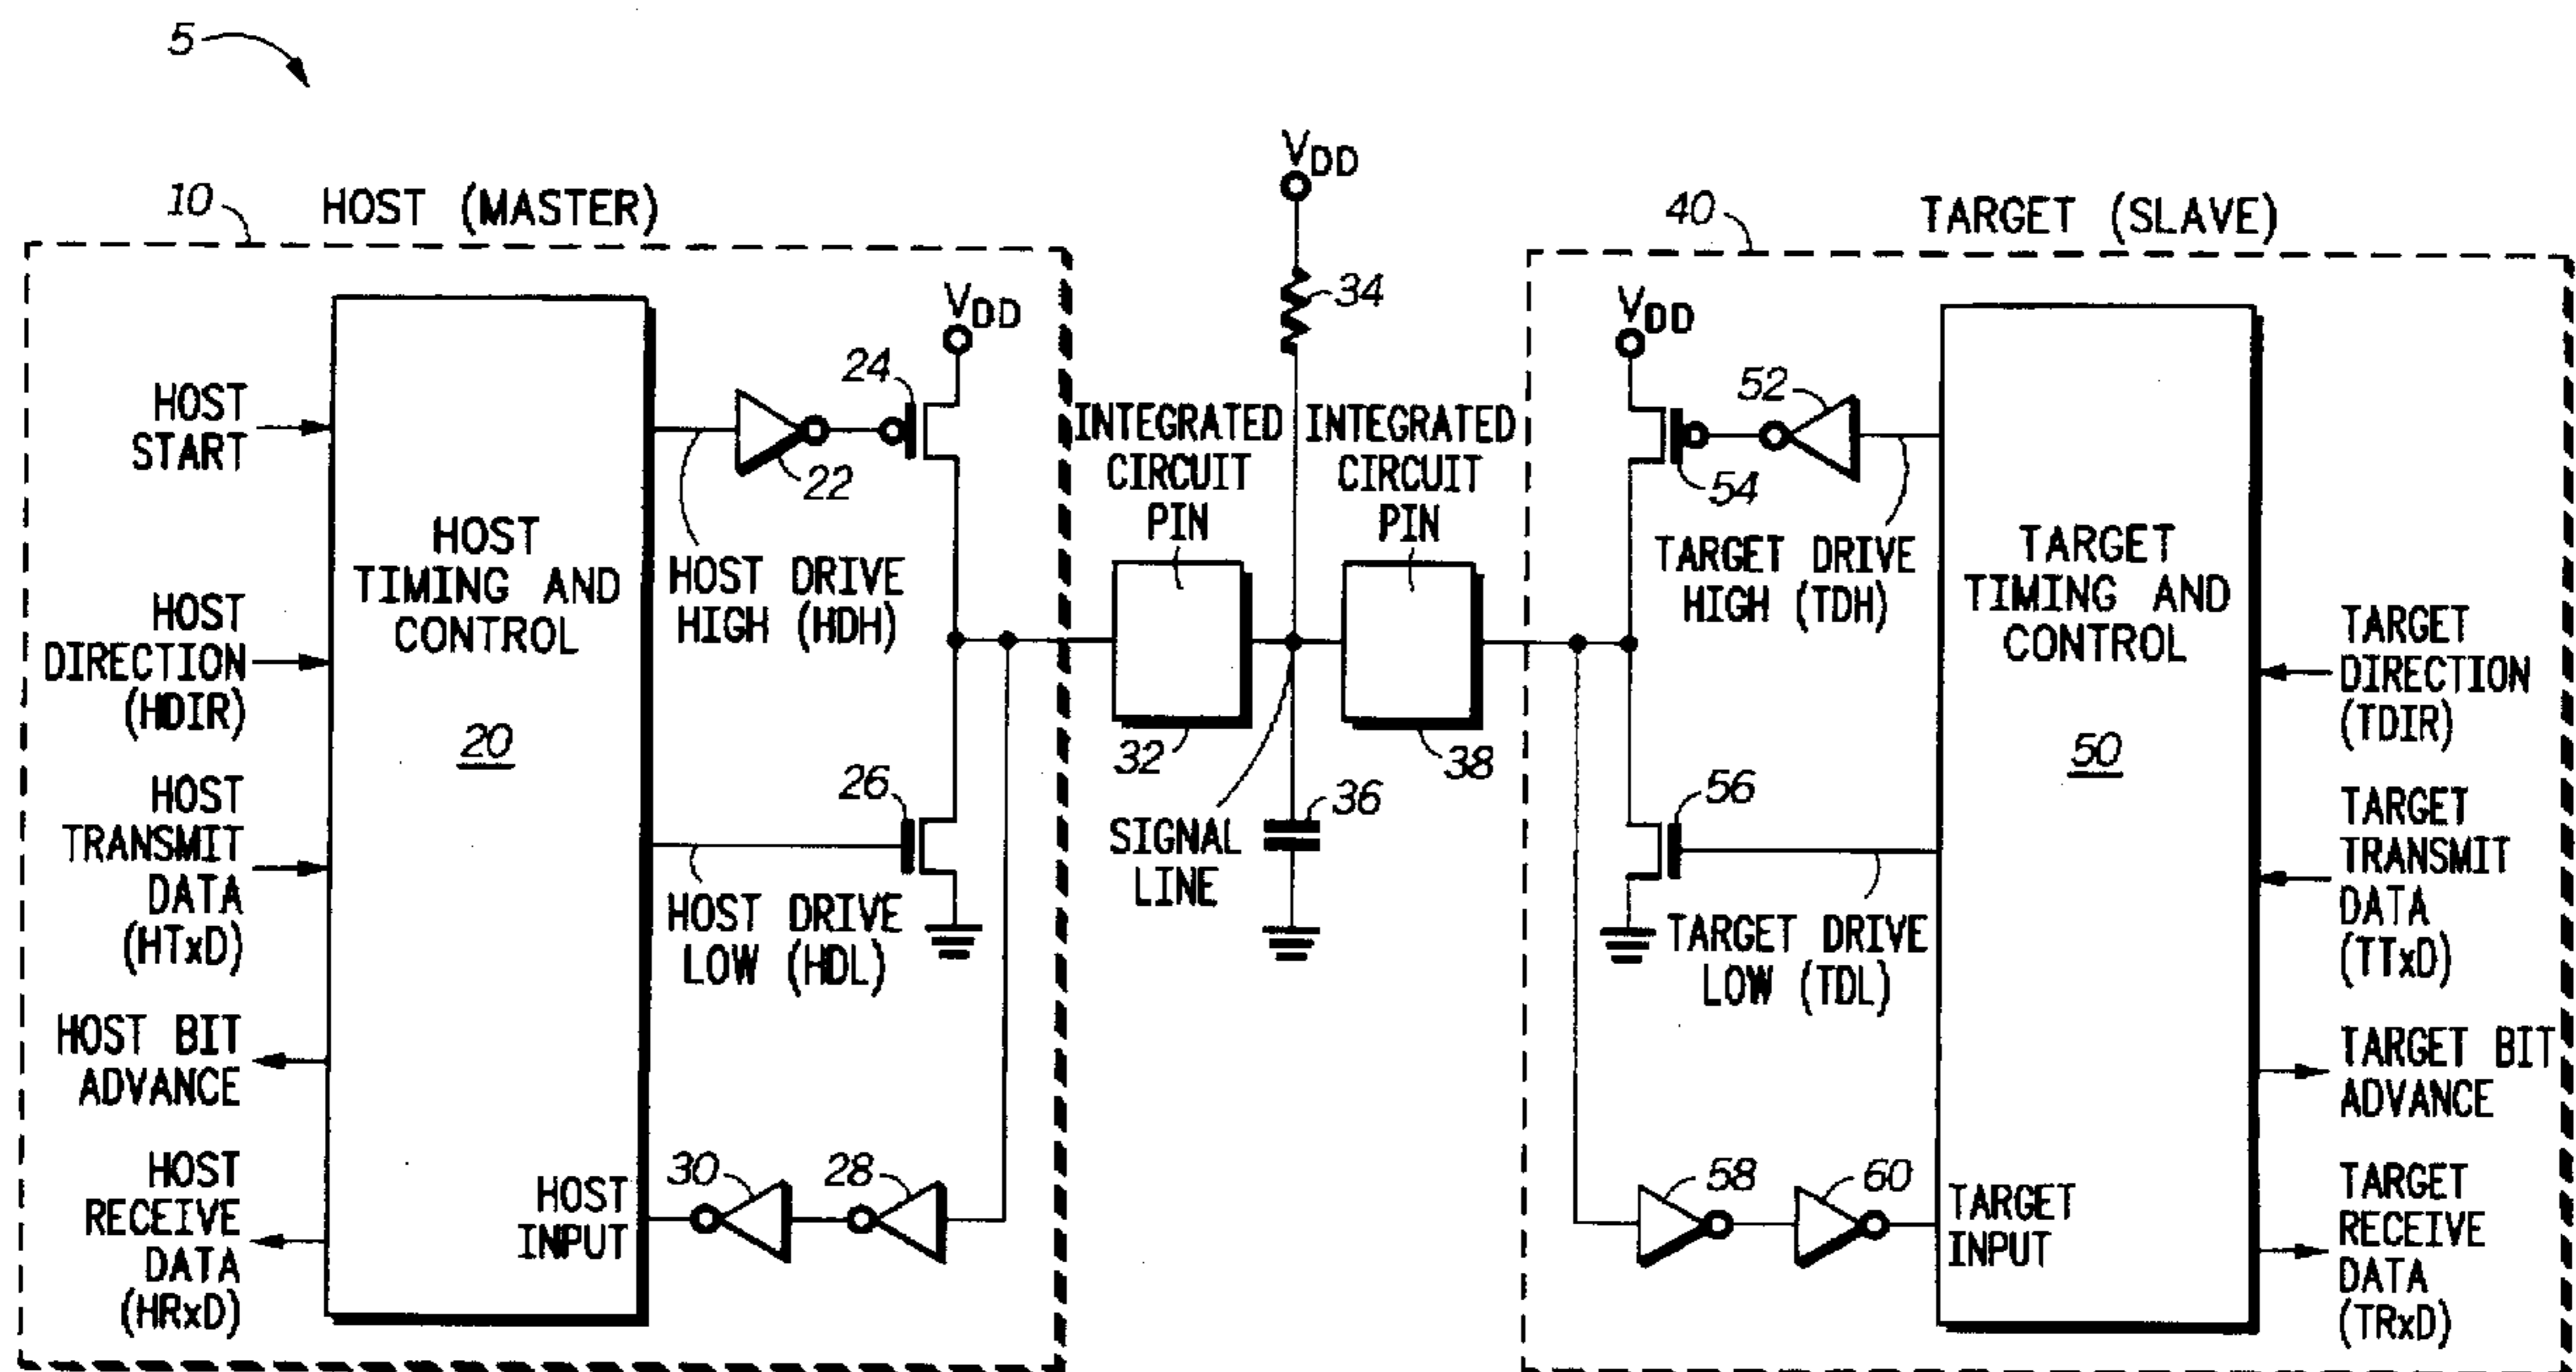 5
10
HOST (MASTER)
HOST
START
HOST
DIRECTION
(HDIR)
HOST
TRANSMIT
DATA
(HTxD)
HOST BIT
ADVANCE
HOST
RECEIVE
DATA
(HRxD)
HOST
TIMING AND
CONTROL
20
HOST
INPUT
22
HOST DRIVE
HIGH (HDH)
24
VDD
26
HOST DRIVE
LOW (HDL)
30
28
INTEGRATED
CIRCUIT
PIN
32
VDD
34
SIGNAL
LINE
36
INTEGRATED
CIRCUIT
PIN
38
40
TARGET (SLAVE)
VDD
52
54
TARGET DRIVE
HIGH (TDH)
56
TARGET DRIVE
LOW (TDL)
58
60
TARGET
TIMING AND
CONTROL
50
TARGET
INPUT
TARGET
DIRECTION
(TDIR)
TARGET
TRANSMIT
DATA
(TTxD)
TARGET BIT
ADVANCE
TARGET
RECEIVE
DATA
(TRxD)